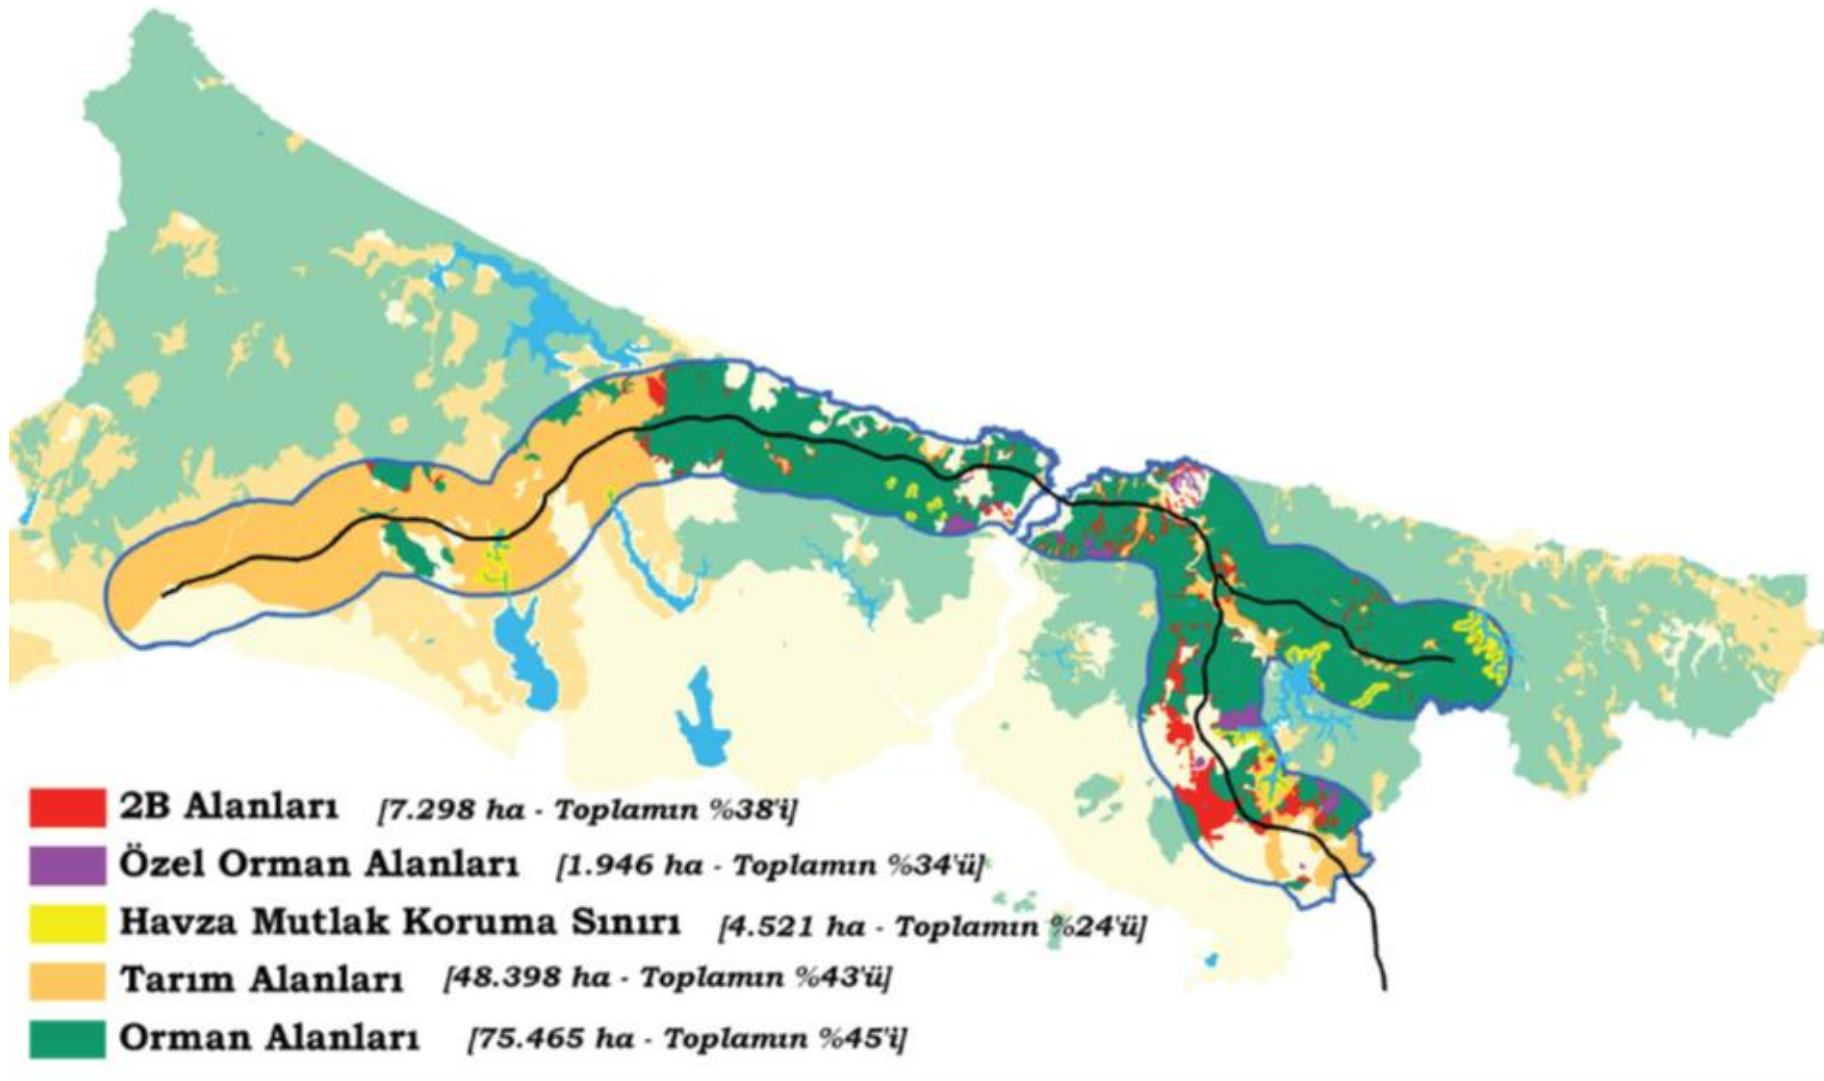 2B Alanları [7.298 ha - Toplamın %38'i]
Özel Orman Alanları [1.946 ha - Toplamın %34'ü]
Havza Mutlak Koruma Sınırı [4.521 ha - Toplamın %24'ü]
Tarım Alanları [48.398 ha - Toplamın %43'ü]
Orman Alanları [75.465 ha - Toplamın %45'i]